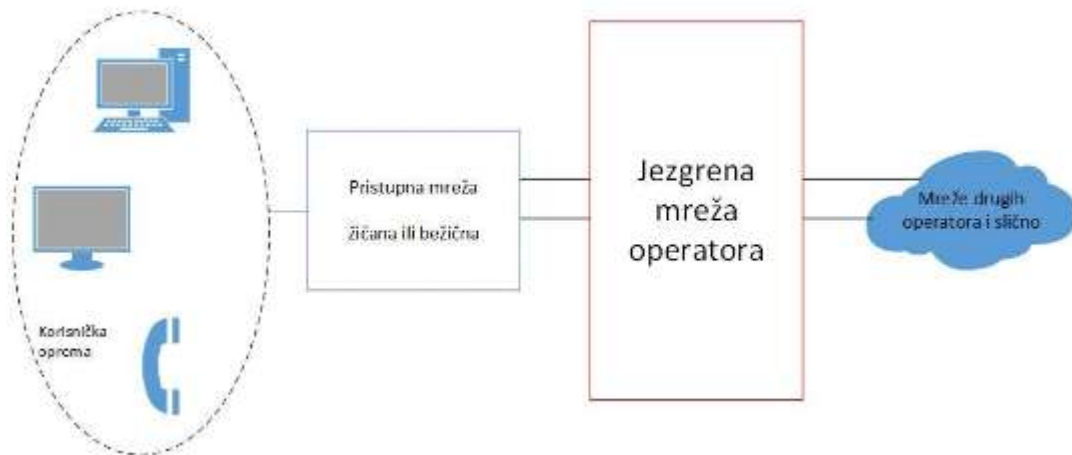 Korisnička
oprema
Pristupna mreža
žičana ili bežična
Jezgrena
mreža
operatora
Mreže drugih
operatora i slično